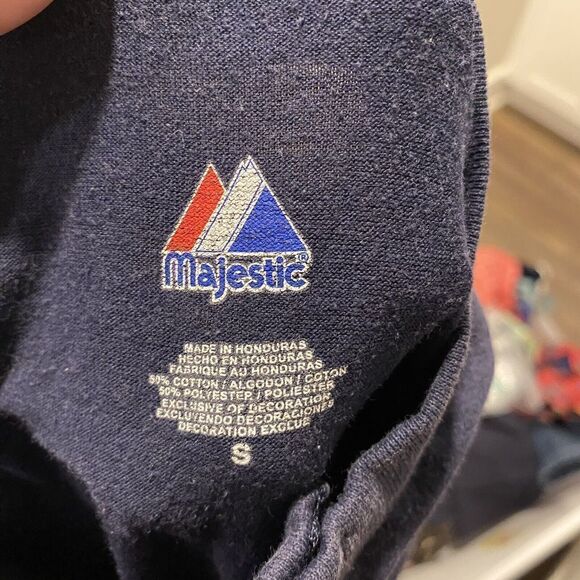 Majestic®
MADE IN HONDURAS
HECHO EN HONDURAS
FABRIQUE AU HONDURAS
50% COTTON / ALGODON / COTON
50% POLYESTER / POLIESTER
EXCLUSIVE OF DECORATION
EXCLUYENDO DECORACIONES
DECORATION EXCLUE
S